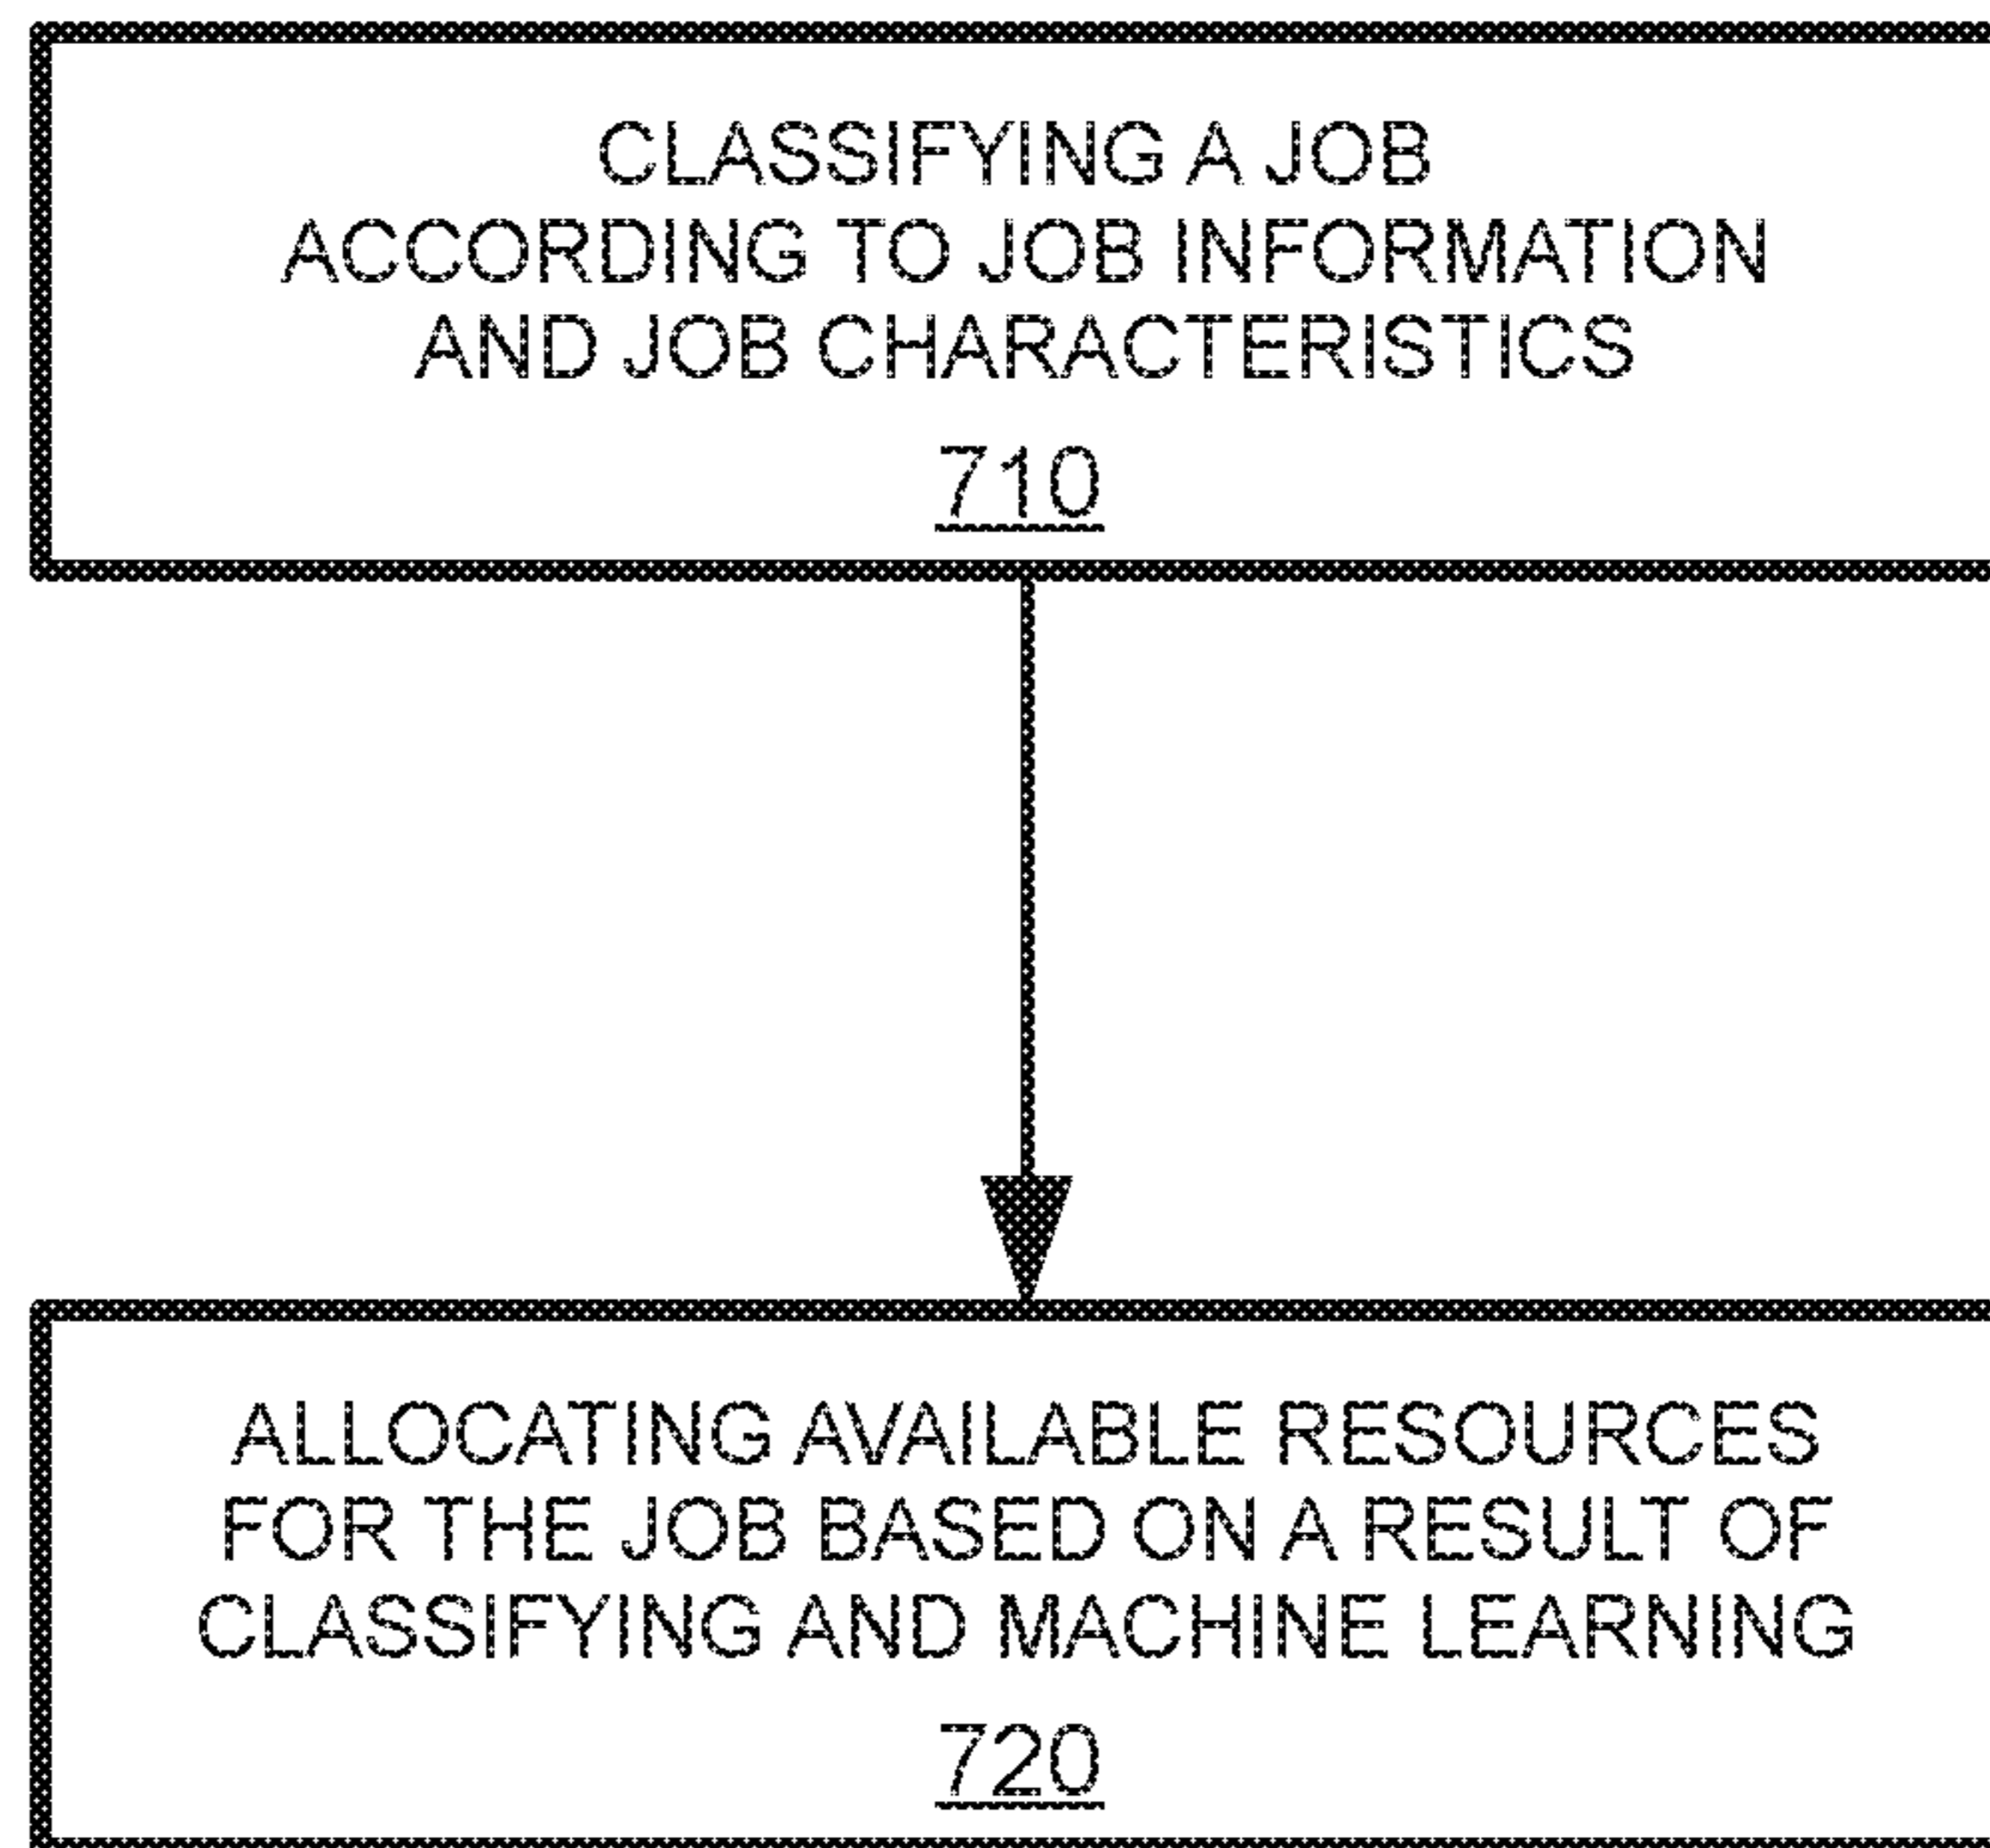 CLASSIFYING A JOB
ACCORDING TO JOB INFORMATION
AND JOB CHARACTERISTICS
710
ALLOCATING AVAILABLE RESOURCES
FOR THE JOB BASED ON A RESULT OF
CLASSIFYING AND MACHINE LEARNING
720